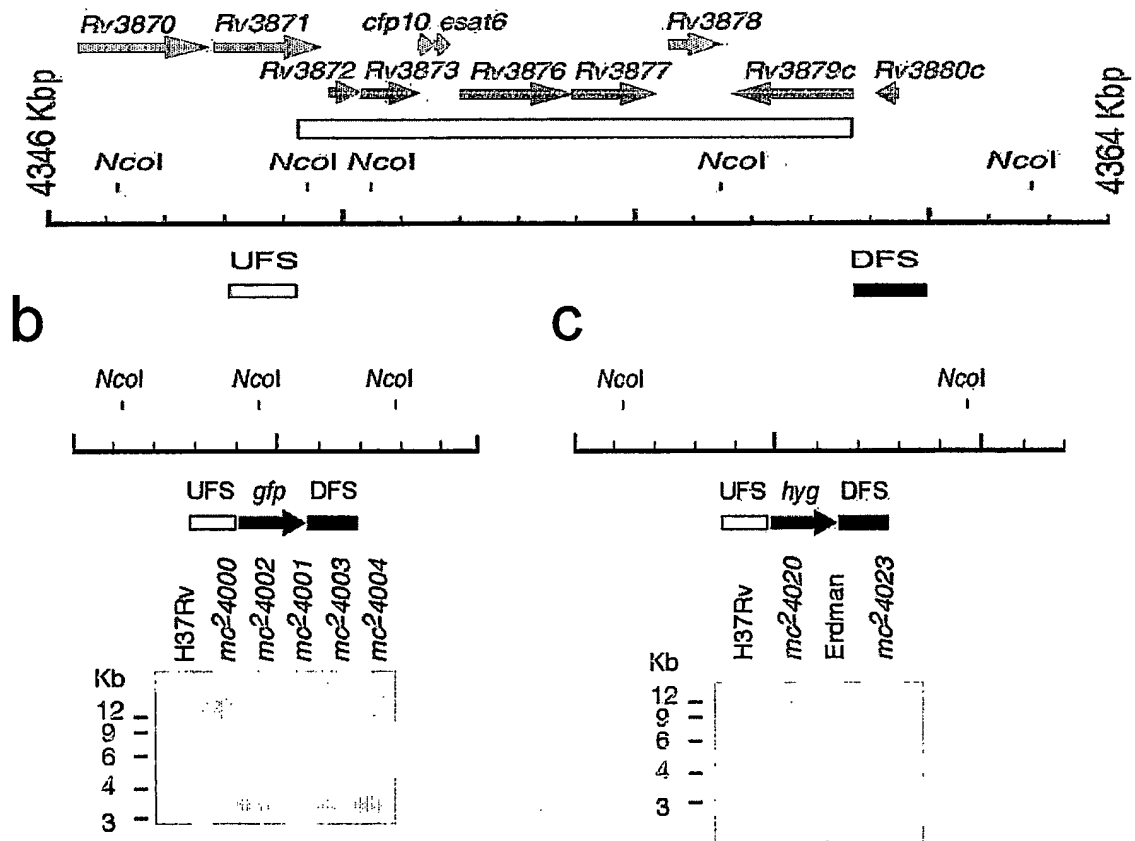 Rv3870 Rv3871 cfp10 esat6 Rv3878
Rv3872 Rv3873 Rv3876 Rv3877 Rv3879c Rv3880c
4346 Kbp
4364 Kbp
NcoI NcoI NcoI NcoI NcoI
UFS DFS
b
NcoI NcoI NcoI
UFS gfp DFS
H37Rv
mc²4000
mc²4002
mc²4001
mc²4003
mc²4004
Kb
12
9
6
4
3
c
NcoI NcoI
UFS hyg DFS
H37Rv
mc²4020
Erdman
mc²4023
Kb
12
9
6
4
3